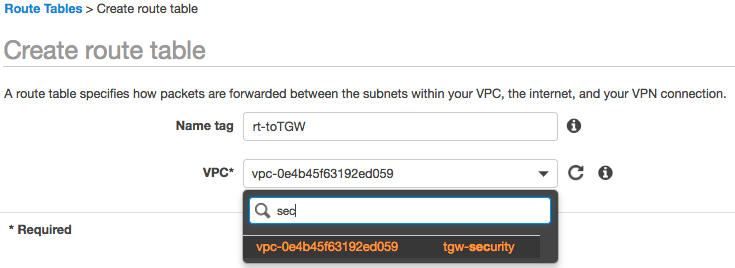 Route Tables > Create route table
Create route table
A route table specifies how packets are forwarded between the subnets within your VPC, the internet, and your VPN connection.
Name tag rt-toTGW
VPC* vpc-0e4b45f63192ed059
sec
vpc-0e4b45f63192ed059 tgw-security
* Required